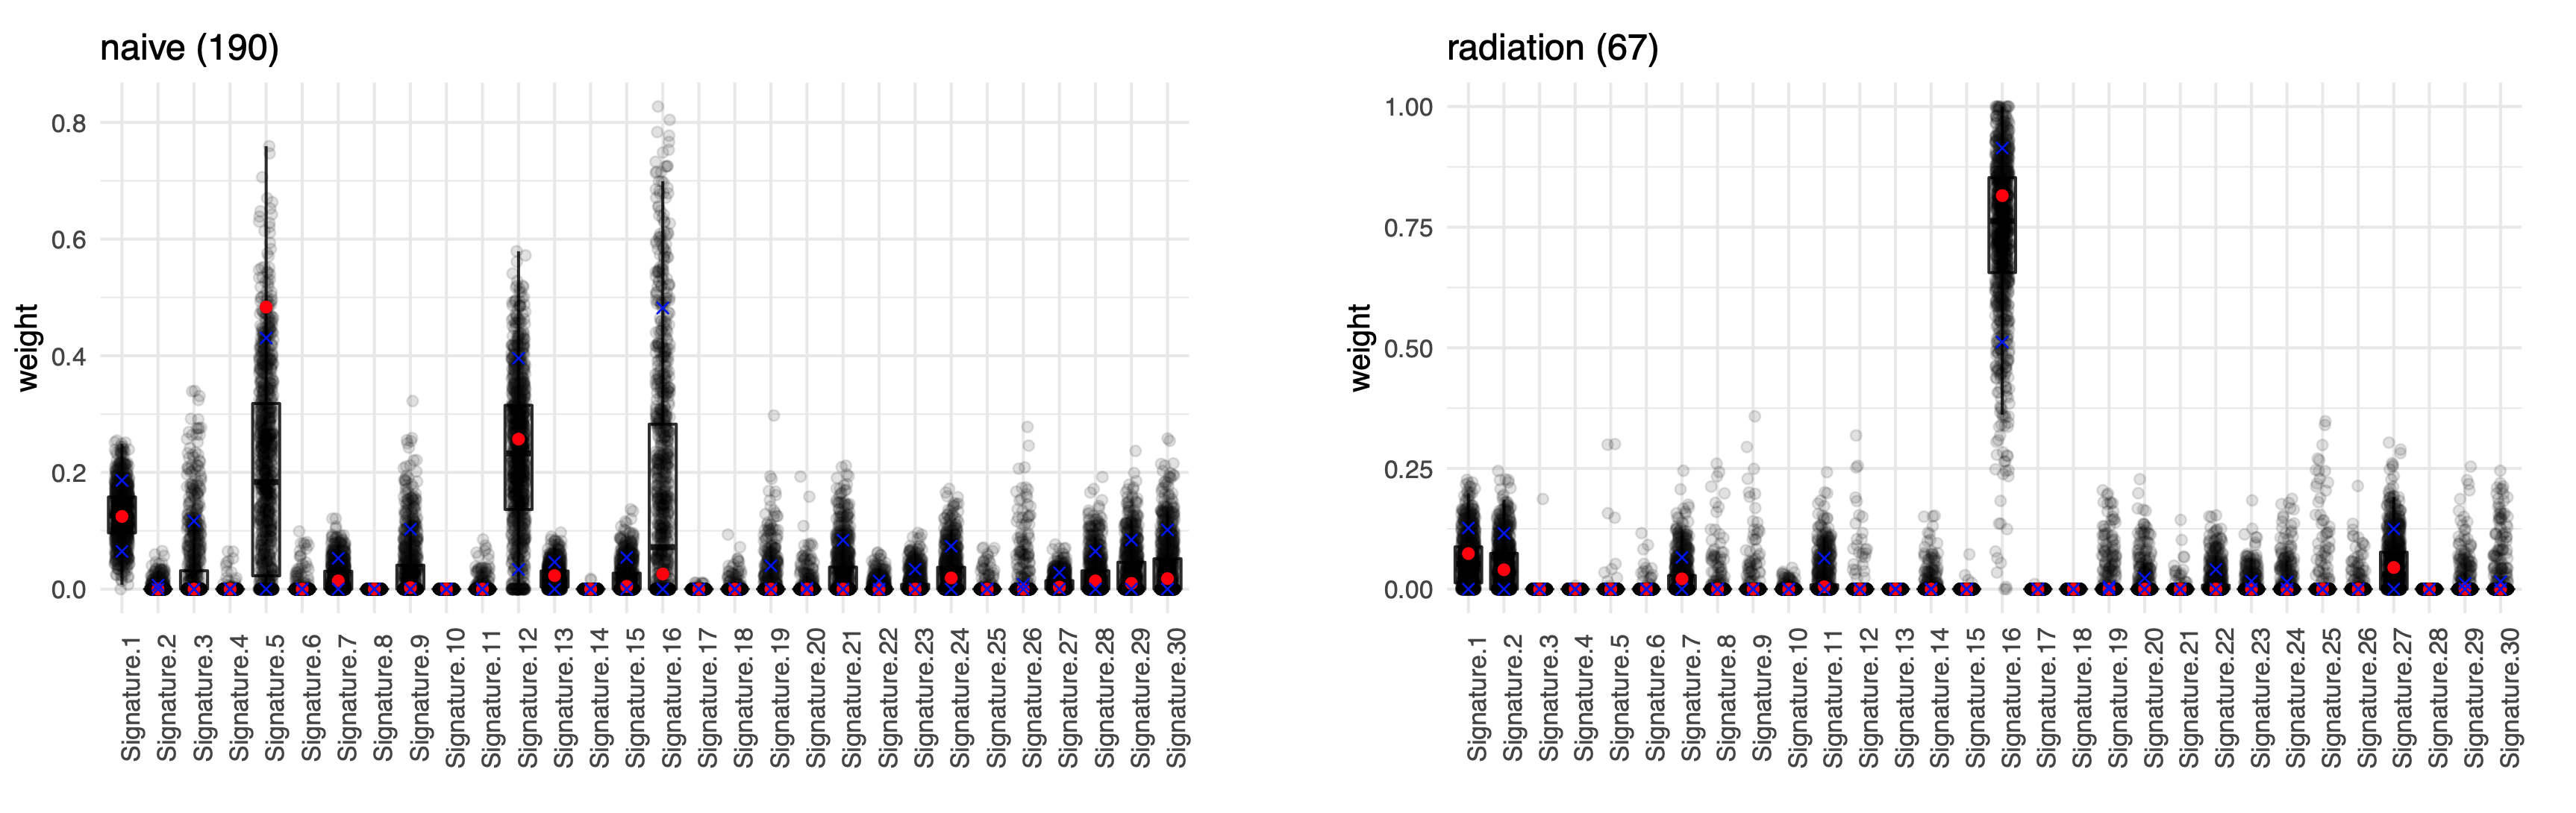 naive (190)
weight
0.8
0.6
0.4
0.2
0.0
Signature.1
Signature.2
Signature.3
Signature.4
Signature.5
Signature.6
Signature.7
Signature.8
Signature.9
Signature.10
Signature.11
Signature.12
Signature.13
Signature.14
Signature.15
Signature.16
Signature.17
Signature.18
Signature.19
Signature.20
Signature.21
Signature.22
Signature.23
Signature.24
Signature.25
Signature.26
Signature.27
Signature.28
Signature.29
Signature.30
radiation (67)
weight
1.00
0.75
0.50
0.25
0.00
Signature.1
Signature.2
Signature.3
Signature.4
Signature.5
Signature.6
Signature.7
Signature.8
Signature.9
Signature.10
Signature.11
Signature.12
Signature.13
Signature.14
Signature.15
Signature.16
Signature.17
Signature.18
Signature.19
Signature.20
Signature.21
Signature.22
Signature.23
Signature.24
Signature.25
Signature.26
Signature.27
Signature.28
Signature.29
Signature.30